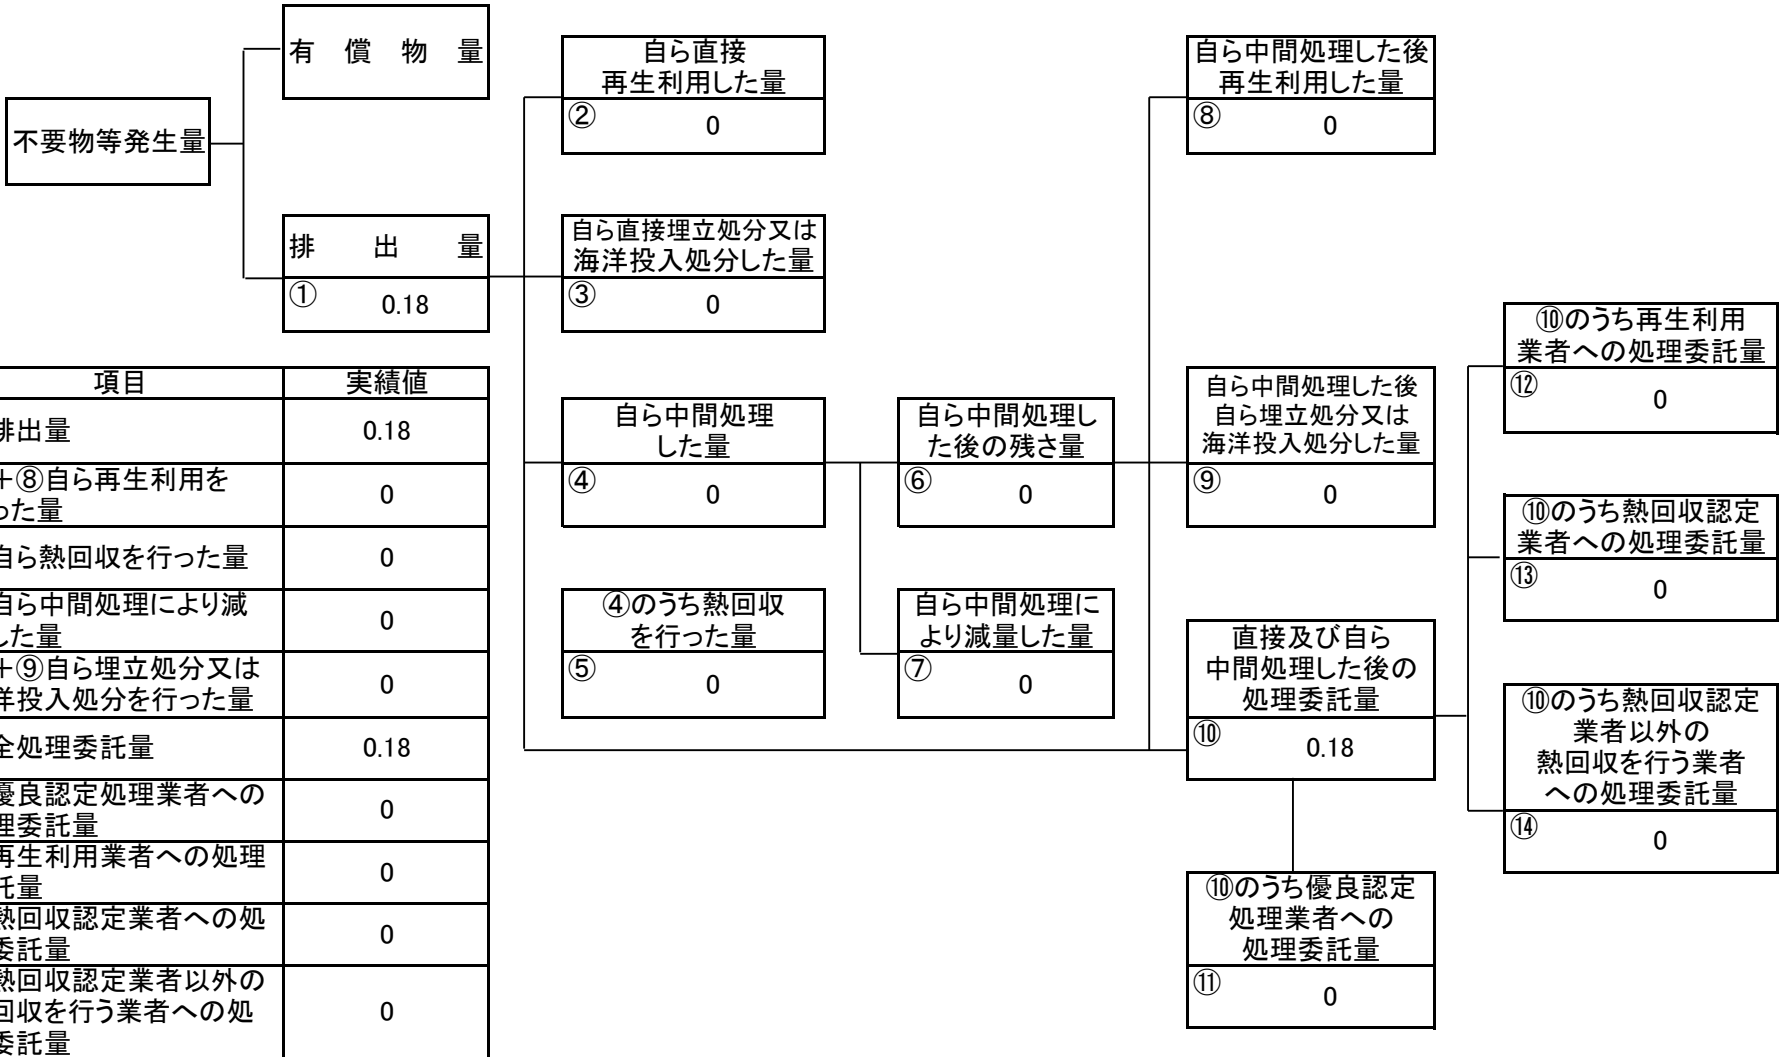 不要物等発生量
有償物量
排出量
① 0.18
自ら直接
再生利用した量
② 0
自ら直接埋立処分又は
海洋投入処分した量
③ 0
自ら中間処理
した量
④ 0
④のうち熱回収
を行った量
⑤ 0
自ら中間処理し
た後の残さ量
⑥ 0
自ら中間処理に
より減量した量
⑦ 0
自ら中間処理した後
再生利用した量
⑧ 0
自ら中間処理した後
自ら埋立処分又は
海洋投入処分した量
⑨ 0
直接及び自ら
中間処理した後の
処理委託量
⑩ 0.18
⑩のうち優良認定
処理業者への
処理委託量
⑪ 0
⑩のうち再生利用
業者への処理委託量
⑫ 0
⑩のうち熱回収認定
業者への処理委託量
⑬ 0
⑩のうち熱回収認定
業者以外の
熱回収を行う業者
への処理委託量
⑭ 0
項目 実績値
排出量 0.18
+⑧自ら再生利用を
った量 0
自ら熱回収を行った量 0
自ら中間処理により減
した量 0
+⑨自ら埋立処分又は
洋投入処分を行った量 0
全処理委託量 0.18
優良認定処理業者への
理委託量 0
再生利用業者への処理
託量 0
熱回収認定業者への処
委託量 0
熱回収認定業者以外の
回収を行う業者への処
委託量 0